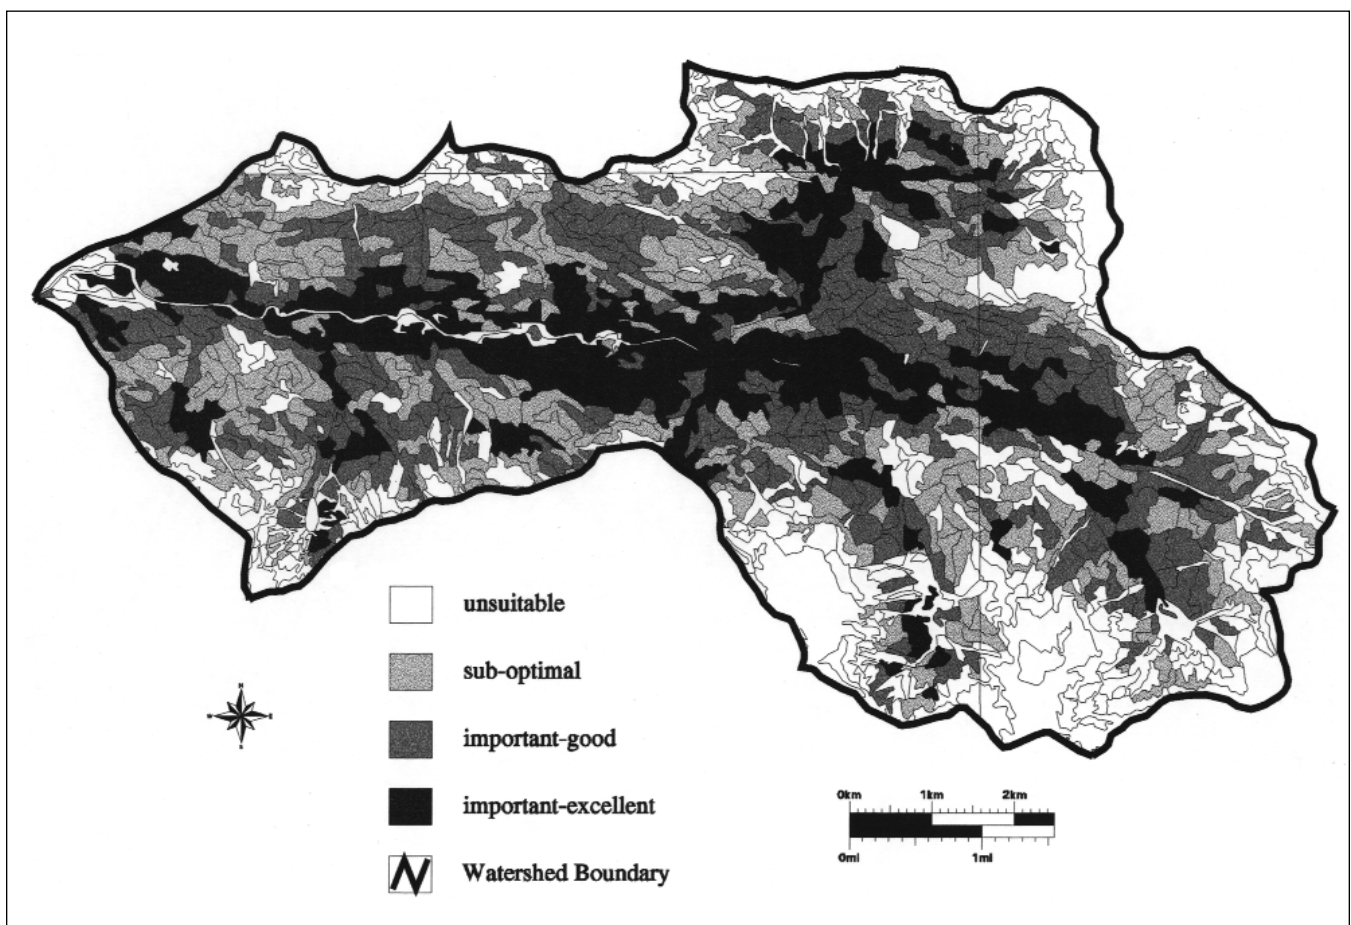 unsuitable
sub-optimal
important-good
important-excellent
Watershed Boundary
N
W E
S
0km 1km 2km
0mi 1mi